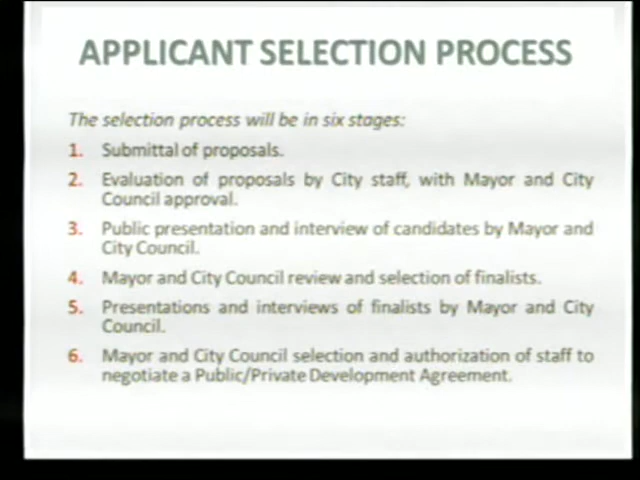 APPLICANT SELECTION PROCESS
The selection process will be in six stages:
1. Submittal of proposals.
2. Evaluation of proposals by City staff, with Mayor and City
Council approval.
3. Public presentation and interview of candidates by Mayor and
City Council.
4. Mayor and City Council review and selection of finalists.
5. Presentations and interviews of finalists by Mayor and City
Council.
6. Mayor and City Council selection and authorization of staff to
negotiate a Public/Private Development Agreement.